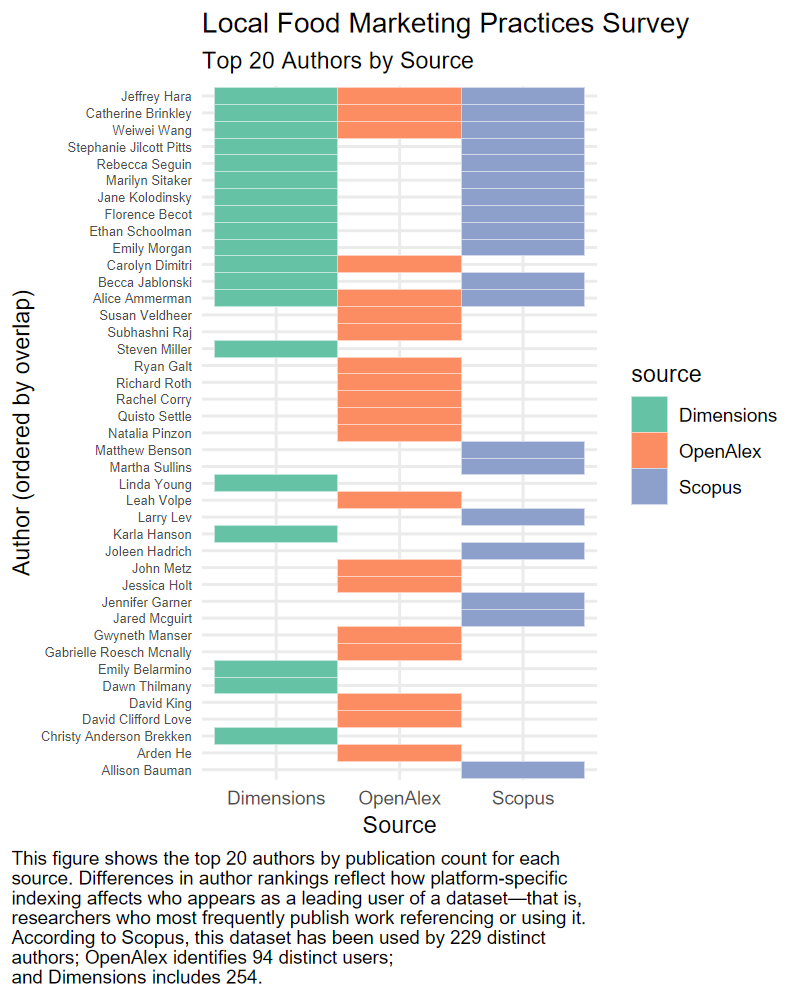 Local Food Marketing Practices Survey
Top 20 Authors by Source
Author (ordered by overlap)
Jeffrey Hara
Catherine Brinkley
Weiwei Wang
Stephanie Jilcott Pitts
Rebecca Seguin
Marilyn Sitaker
Jane Kolodinsky
Florence Becot
Ethan Schoolman
Emily Morgan
Carolyn Dimitri
Becca Jablonski
Alice Ammerman
Susan Veldheer
Subhashni Raj
Steven Miller
Ryan Galt
Richard Roth
Rachel Corry
Quisto Settle
Natalia Pinzon
Matthew Benson
Martha Sullins
Linda Young
Leah Volpe
Larry Lev
Karla Hanson
Joleen Hadrich
John Metz
Jessica Holt
Jennifer Garner
Jared Mcguirt
Gwyneth Manser
Gabrielle Roesch Mcnally
Emily Belarmino
Dawn Thilmany
David King
David Clifford Love
Christy Anderson Brekken
Arden He
Allison Bauman
Dimensions OpenAlex Scopus
Source
source
Dimensions
OpenAlex
Scopus
This figure shows the top 20 authors by publication count for each
source. Differences in author rankings reflect how platform-specific
indexing affects who appears as a leading user of a dataset—that is,
researchers who most frequently publish work referencing or using it.
According to Scopus, this dataset has been used by 229 distinct
authors; OpenAlex identifies 94 distinct users;
and Dimensions includes 254.